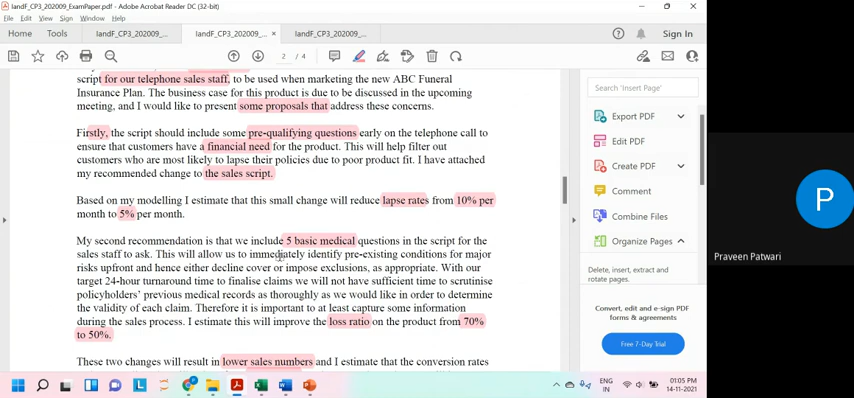 IandF_CP3_202009_ExamPaper.pdf - Adobe Acrobat Reader DC (32-bit)
File Edit View Sign Window Help
Home Tools IandF_CP3_202009_... IandF_CP3_202009_... × IandF_CP3_202009_... Sign In
2 / 4
script for our telephone sales staff, to be used when marketing the new ABC Funeral
Insurance Plan. The business case for this product is due to be discussed in the upcoming
meeting, and I would like to present some proposals that address these concerns.
Firstly, the script should include some pre-qualifying questions early on the telephone call to
ensure that customers have a financial need for the product. This will help filter out
customers who are most likely to lapse their policies due to poor product fit. I have attached
my recommended change to the sales script.
Based on my modelling I estimate that this small change will reduce lapse rates from 10% per
month to 5% per month.
My second recommendation is that we include 5 basic medical questions in the script for the
sales staff to ask. This will allow us to immediately identify pre-existing conditions for major
risks upfront and hence either decline cover or impose exclusions, as appropriate. With our
target 24-hour turnaround time to finalise claims we will not have sufficient time to scrutinise
policyholders' previous medical records as thoroughly as we would like in order to determine
the validity of each claim. Therefore it is important to at least capture some information
during the sales process. I estimate this will improve the loss ratio on the product from 70%
to 50%.
These two changes will result in lower sales numbers and I estimate that the conversion rates
Search 'Insert Page'
Export PDF
Edit PDF
Create PDF
Comment
Combine Files
Organize Pages
Delete, insert, extract and
rotate pages.
Convert, edit and e-sign PDF
forms & agreements
Free 7-Day Trial
P
Praveen Patwari
ENG
IN
01:05 PM
14-11-2021